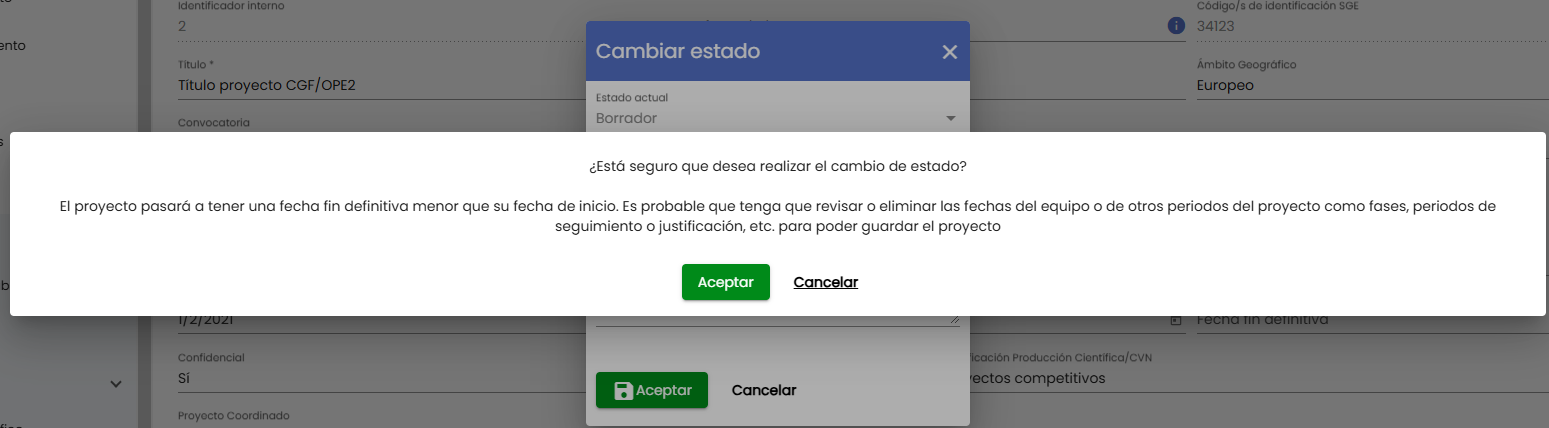 Identificador interno
Código/s de identificación SGE
2
34123
Cambiar estado
ento
Título *
Ámbito Geográfico
Título proyecto CGF/OPE2
Europeo
Estado actual
Convocatoria
Borrador
s
¿Está seguro que desea realizar el cambio de estado?
El proyecto pasará a tener una fecha fin definitiva menor que su fecha de inicio. Es probable que tenga que revisar o eliminar las fechas del equipo o de otros periodos del proyecto como fases, periodos de
seguimiento o justificación, etc. para poder guardar el proyecto
Aceptar
Cancelar
b
1/2/2021
Fecha fin definitiva
Confidencial
ificación Producción Científica/CVN
Sí
yectos competitivos
Aceptar
Cancelar
Proyecto Coordinado